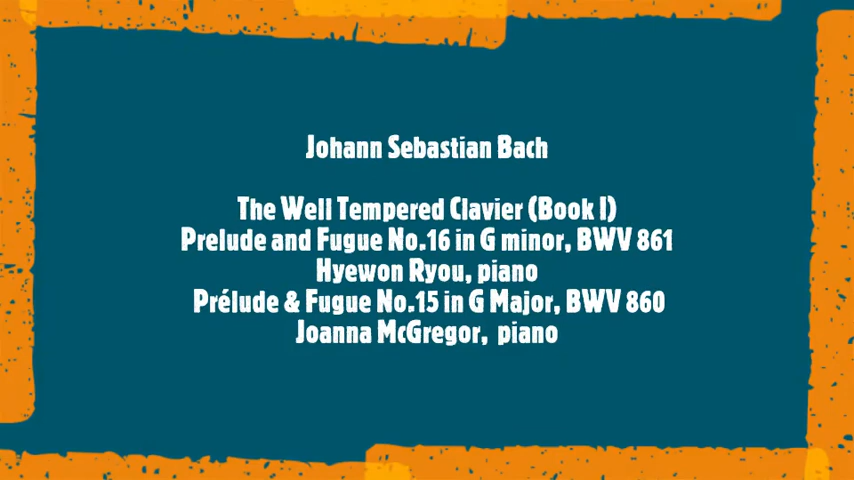 Johann Sebastian Bach
The Well Tempered Clavier (Book I)
Prelude and Fugue No.16 in G minor, BWV 861
Hyewon Ryou, piano
Prélude & Fugue No.15 in G Major, BWV 860
Joanna McGregor, piano